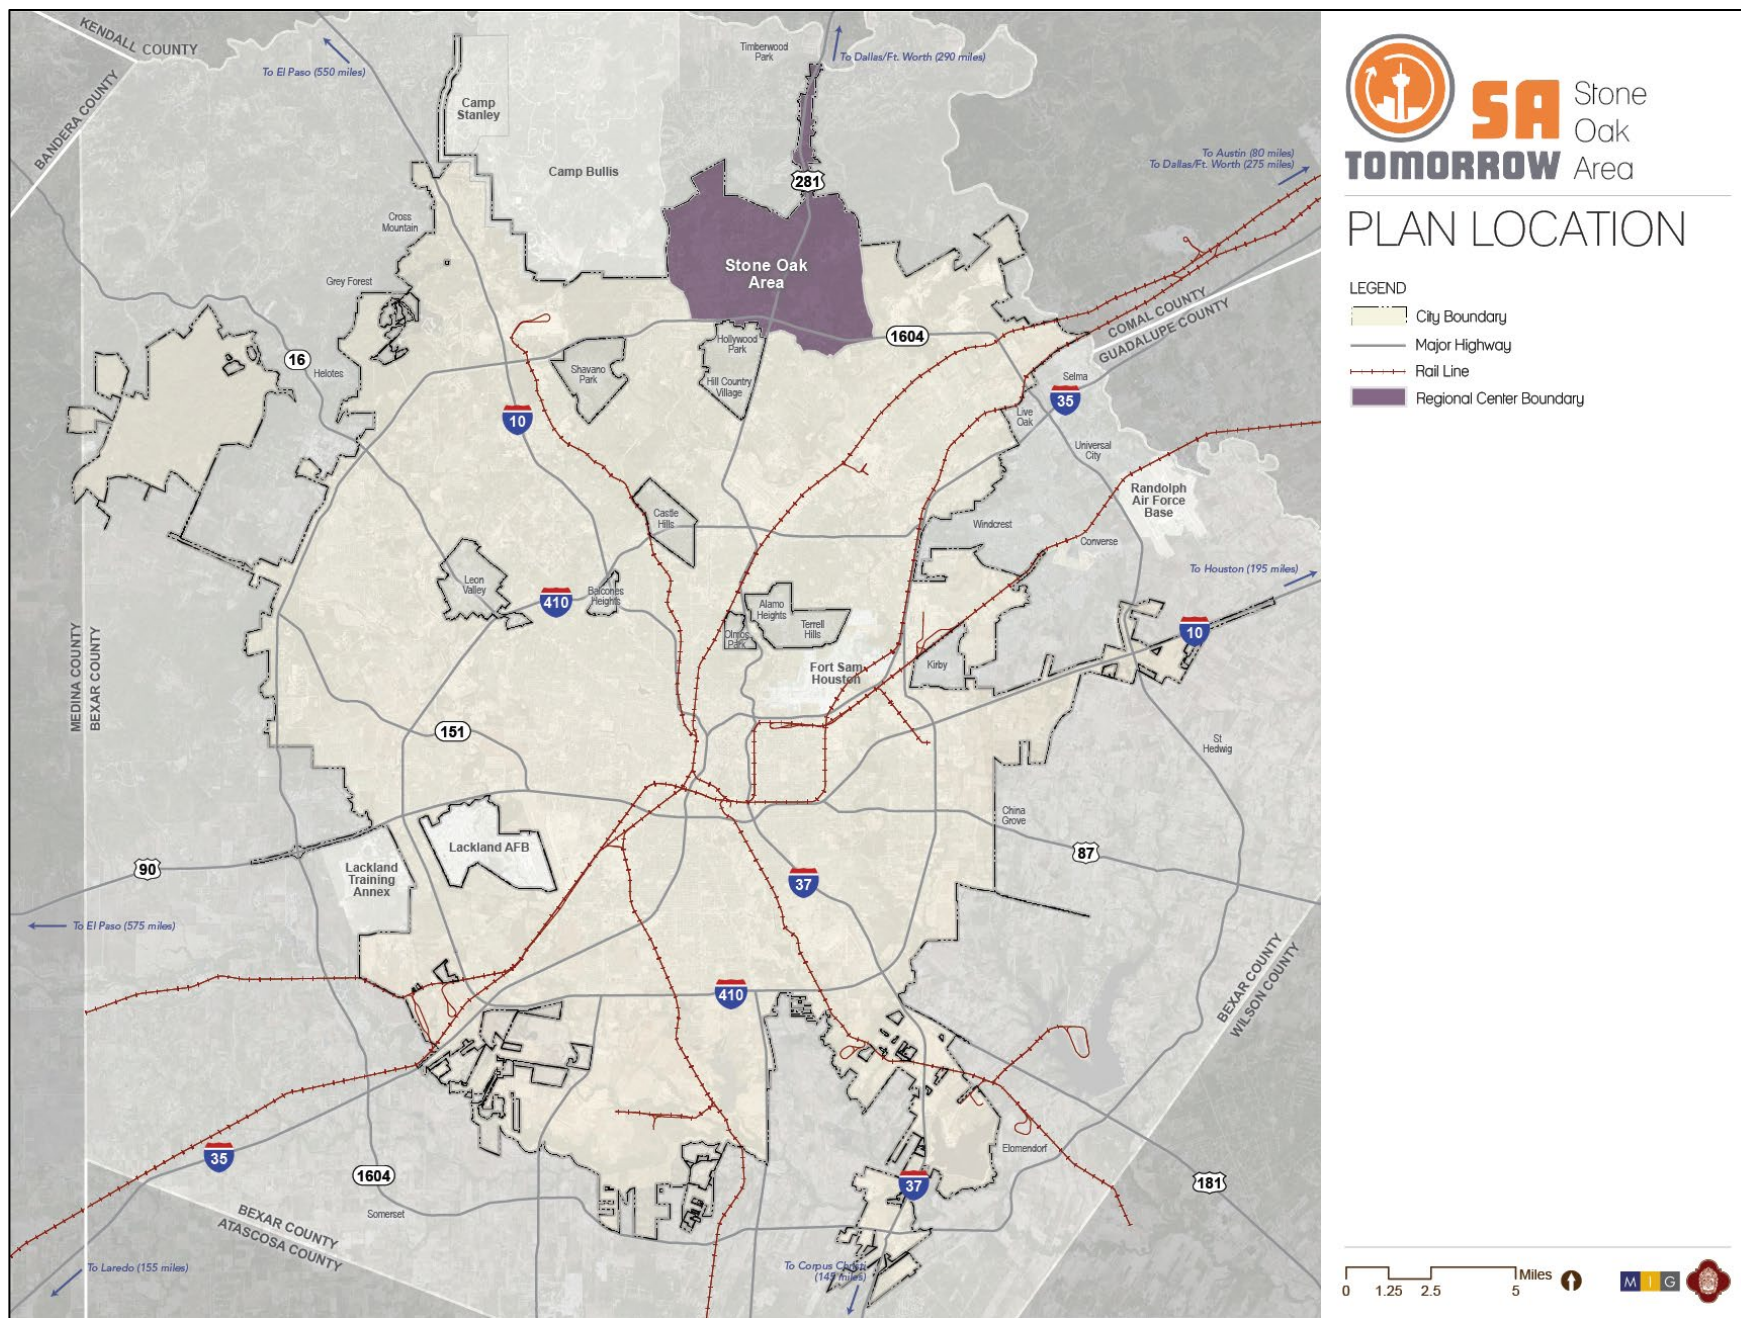 KENDALL COUNTY
BANDERA COUNTY
To El Paso (550 miles)
Timberwood
Park
To Dallas/Ft. Worth (290 miles)
Camp
Stanley
Camp Bullis
281
To Austin (80 miles)
To Dallas/Ft. Worth (275 miles)
Cross
Mountain
Grey Forest
Stone Oak
Area
COMAL COUNTY
GUADALUPE COUNTY
16
Helotes
Hollywood
Park
1604
Shavano
Park
Hill Country
Village
Selma
35
10
Live
Oak
Universal
City
Randolph
Air Force
Base
Castle
Hills
Windcrest
Converse
To Houston (195 miles)
Leon
Valley
410
Balcones
Heights
Alamo
Heights
Terrell
Hills
Olmos
Park
10
Fort Sam
Houston
Kirby
MEDINA COUNTY
BEXAR COUNTY
151
St
Hedwig
China
Grove
Lackland AFB
87
90
Lackland
Training
Annex
37
To El Paso (575 miles)
BEXAR COUNTY
WILSON COUNTY
410
35
1604
Elomendorf
37
181
Somerset
BEXAR COUNTY
ATASCOSA COUNTY
To Laredo (155 miles)
To Corpus Christi
(145 miles)
SA
TOMORROW
Stone
Oak
Area
PLAN LOCATION
LEGEND
City Boundary
Major Highway
Rail Line
Regional Center Boundary
Miles
0 1.25 2.5 5
M I G